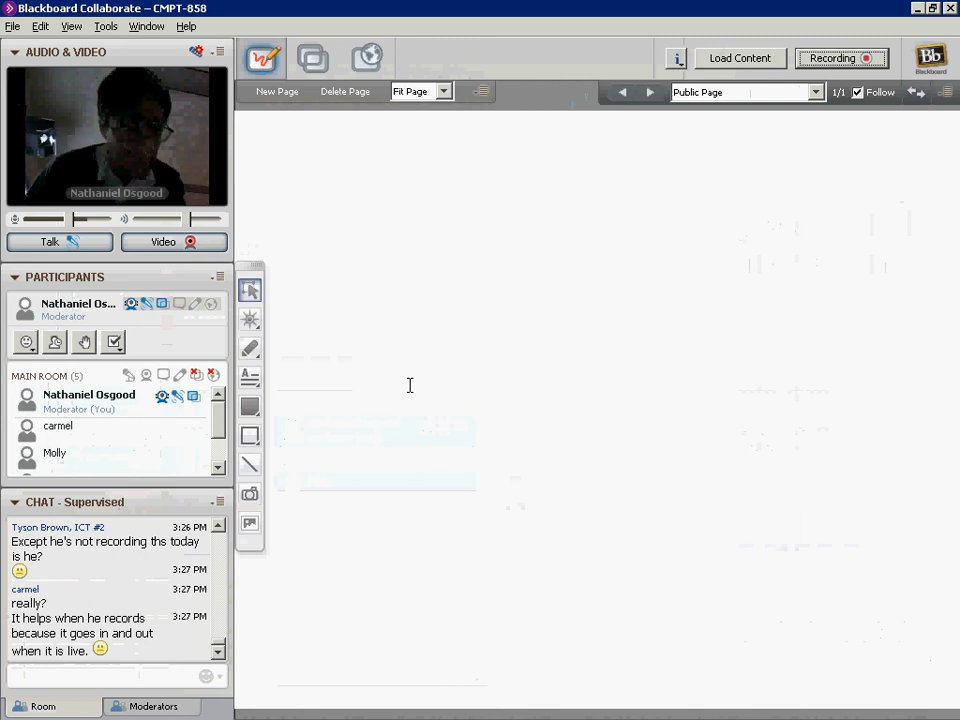 Blackboard Collaborate – CMPT-858
File Edit View Tools Window Help
AUDIO & VIDEO
Load Content
Recording
Bb
Blackboard
New Page
Delete Page
Fit Page
Public Page
1/1
Follow
Nathaniel Osgood
Talk
Video
PARTICIPANTS
Nathaniel Os...
Moderator
MAIN ROOM (5)
Nathaniel Osgood
Moderator (You)
carmel
Molly
CHAT - Supervised
Tyson Brown, ICT #2 3:26 PM
Except he's not recording ths today
is he?
3:27 PM
carmel 3:27 PM
really?
It helps when he records 3:27 PM
because it goes in and out
when it is live.
Room
Moderators